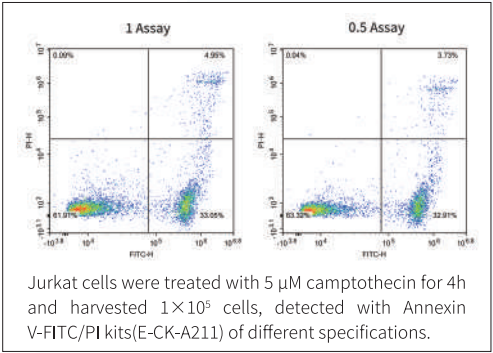 1 Assay
0.5 Assay
0.09%
4.95%
61.91%
33.05%
PI-H
FITC-H
0.04%
3.73%
63.32%
32.91%
PI-H
FITC-H
Jurkat cells were treated with 5 μM camptothecin for 4h
and harvested 1×10⁵ cells, detected with Annexin
V-FITC/PI kits(E-CK-A211) of different specifications.